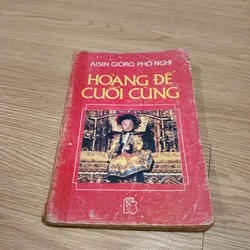 AISIN GIORO PHỔ NGHI
HOÀNG ĐẾ
CUỐI CÙNG